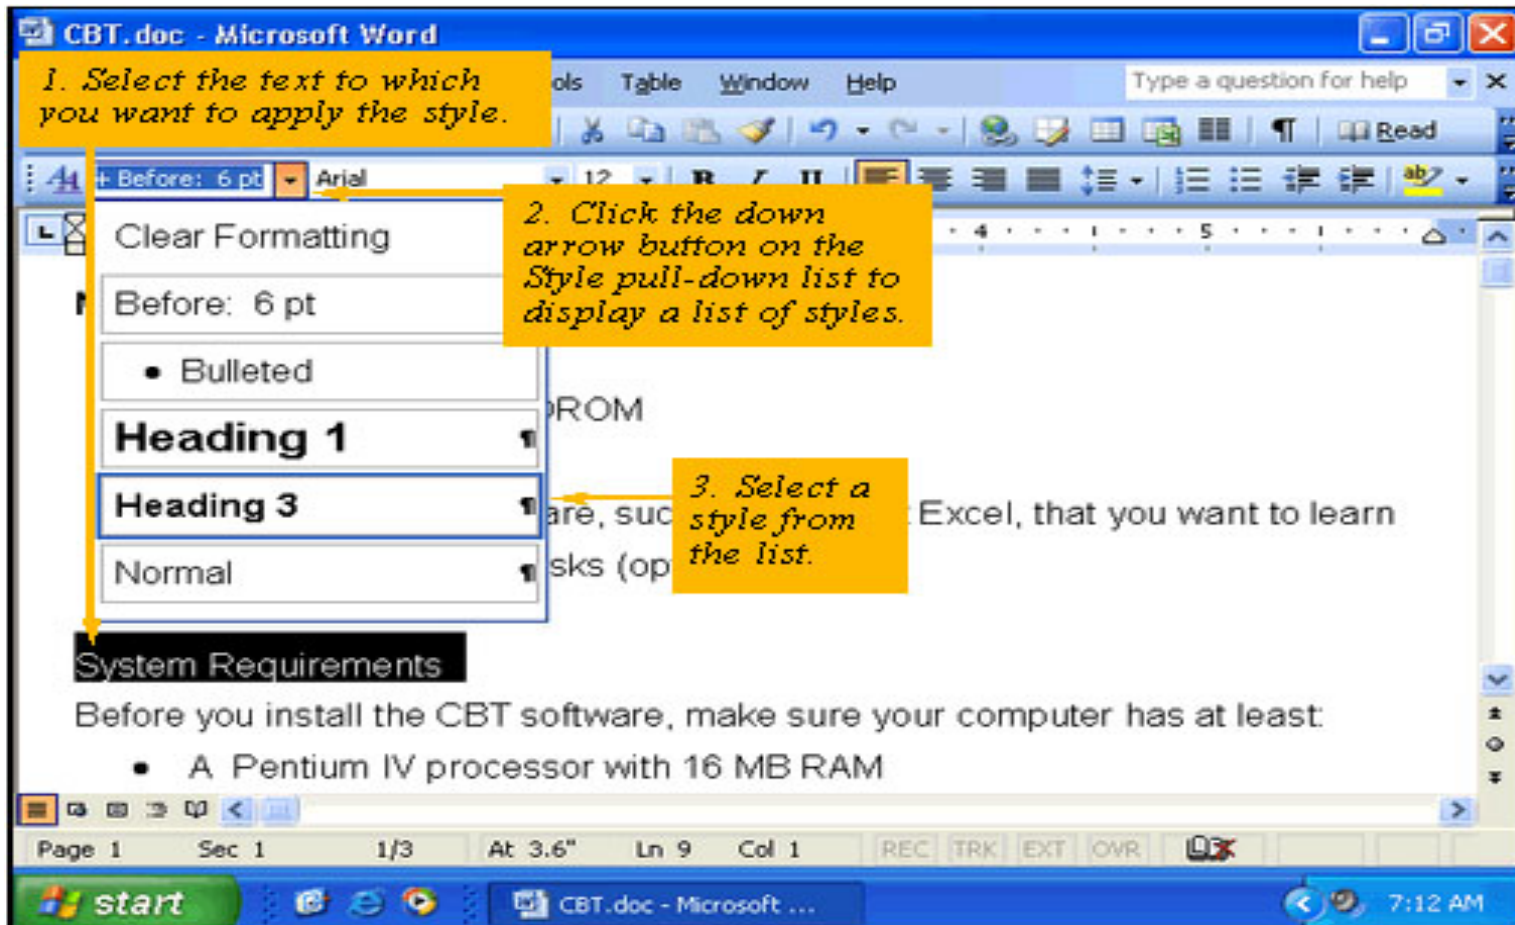 CBT.doc - Microsoft Word
1. Select the text to which
you want to apply the style.
ols Table Window Help Type a question for help
Read
+ Before: 6 pt Arial 12 B I U
2. Click the down
arrow button on the
Style pull-down list to
display a list of styles.
4 5
Clear Formatting
Before: 6 pt
• Bulleted
DROM
Heading 1 ¶
Heading 3 ¶
3. Select a
style from
the list.
are, suc Excel, that you want to learn
Normal ¶
sks (op
System Requirements
Before you install the CBT software, make sure your computer has at least:
• A Pentium IV processor with 16 MB RAM
Page 1 Sec 1 1/3 At 3.6" Ln 9 Col 1 REC TRK EXT OVR
start CBT.doc - Microsoft ... 7:12 AM